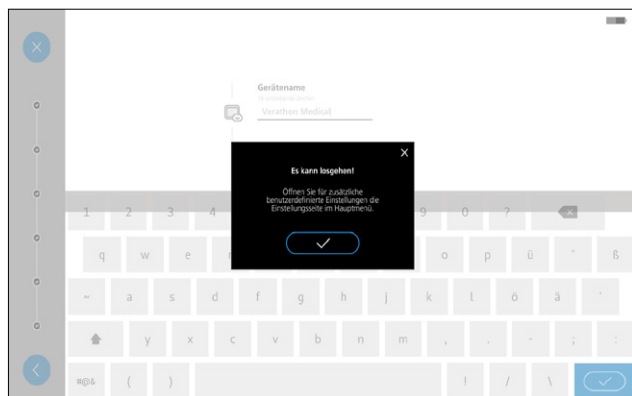 Gerätename
Verathon Medical
Es kann losgehen!
Öffnen Sie für zusätzliche
benutzerdefinierte Einstellungen die
Einstellungsseite im Hauptmenü.
1 2 3 4 9 0 ?
q w e o p ü ß
a s d f g h j k l ö ä '
y x c v b n m , . - ; :
#@& ( ) ! / \